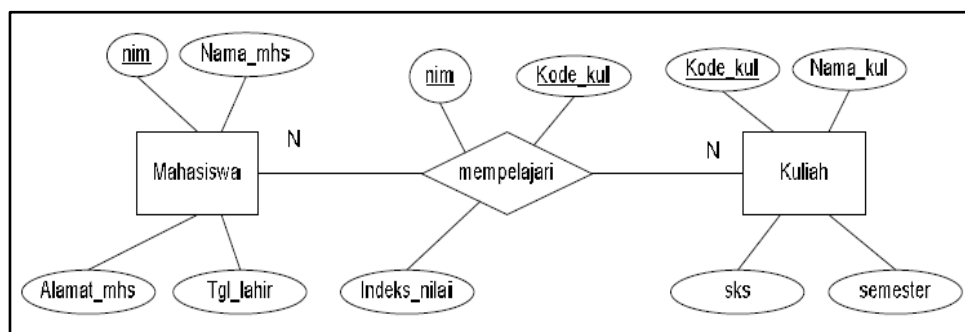 nim
Nama_mhs
nim
Kode_kul
Kode_kul
Nama_kul
Mahasiswa
N
mempelajari
N
Kuliah
Alamat_mhs
Tgl_lahir
Indeks_nilai
sks
semester